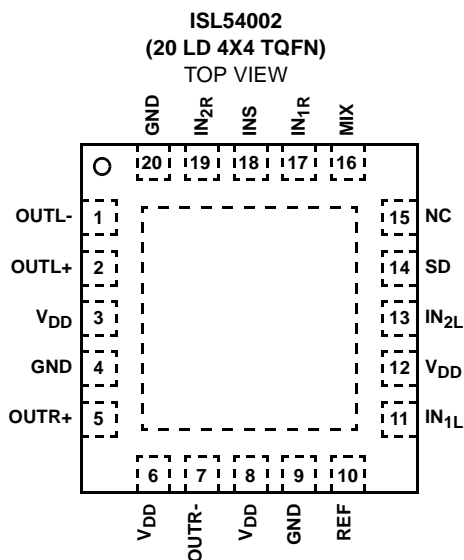 ISL54002
(20 LD 4X4 TQFN)
TOP VIEW
GND
IN2R
INS
IN1R
MIX
20
19
18
17
16
OUTL-
1
15
NC
OUTL+
2
14
SD
VDD
3
13
IN2L
GND
4
12
VDD
OUTR+
5
11
IN1L
6
7
8
9
10
VDD
OUTR-
VDD
GND
REF